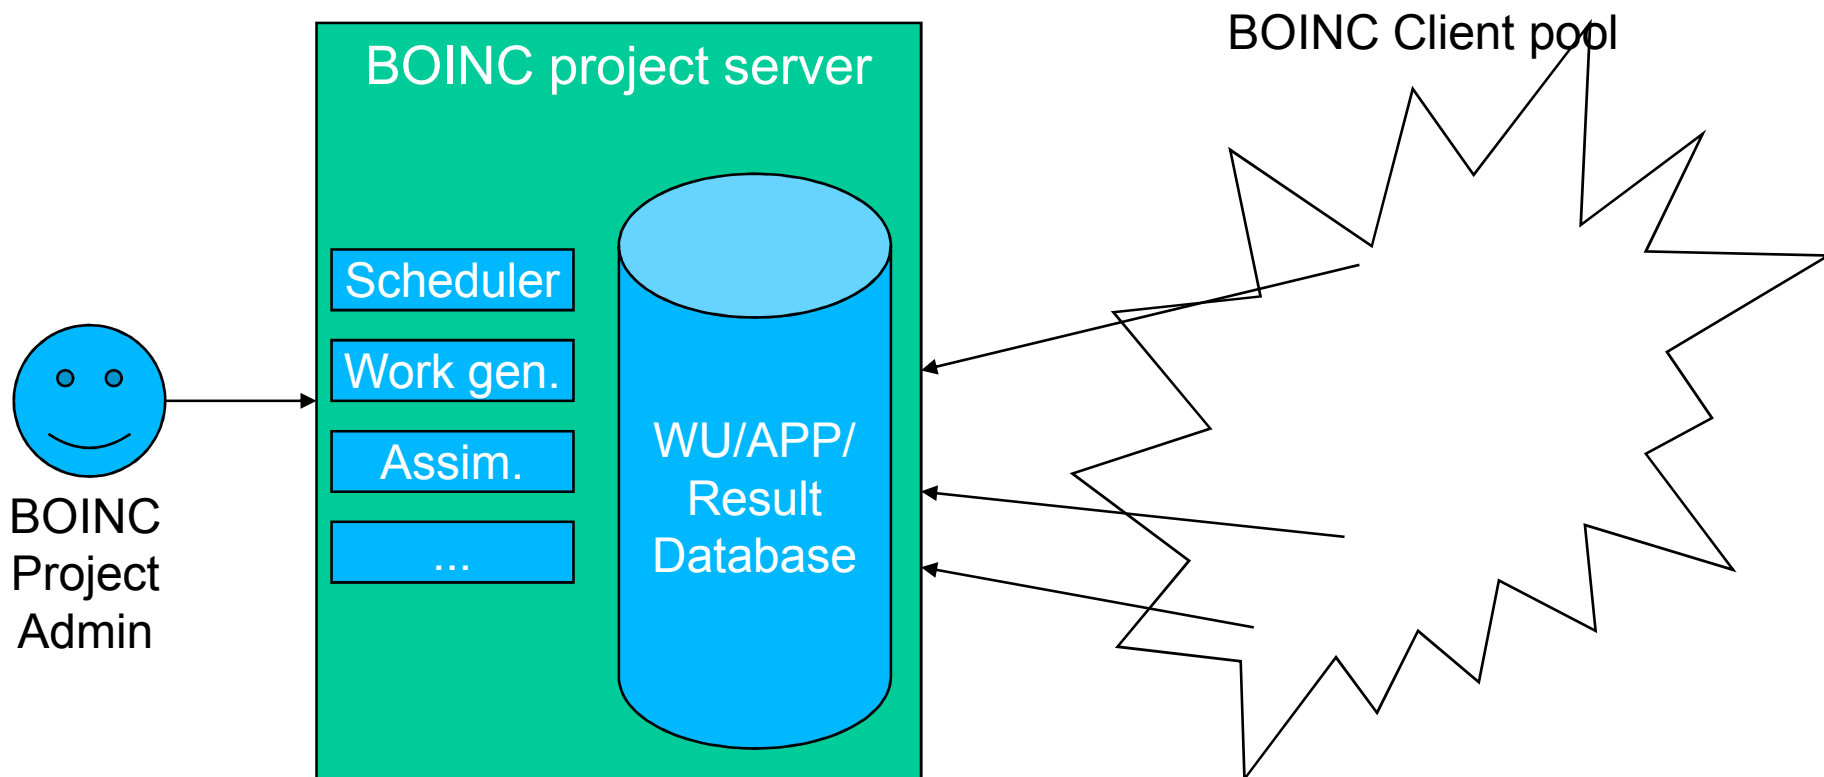 BOINC Client pool
BOINC project server
Scheduler
Work gen.
Assim.
...
WU/APP/
Result
Database
BOINC
Project
Admin